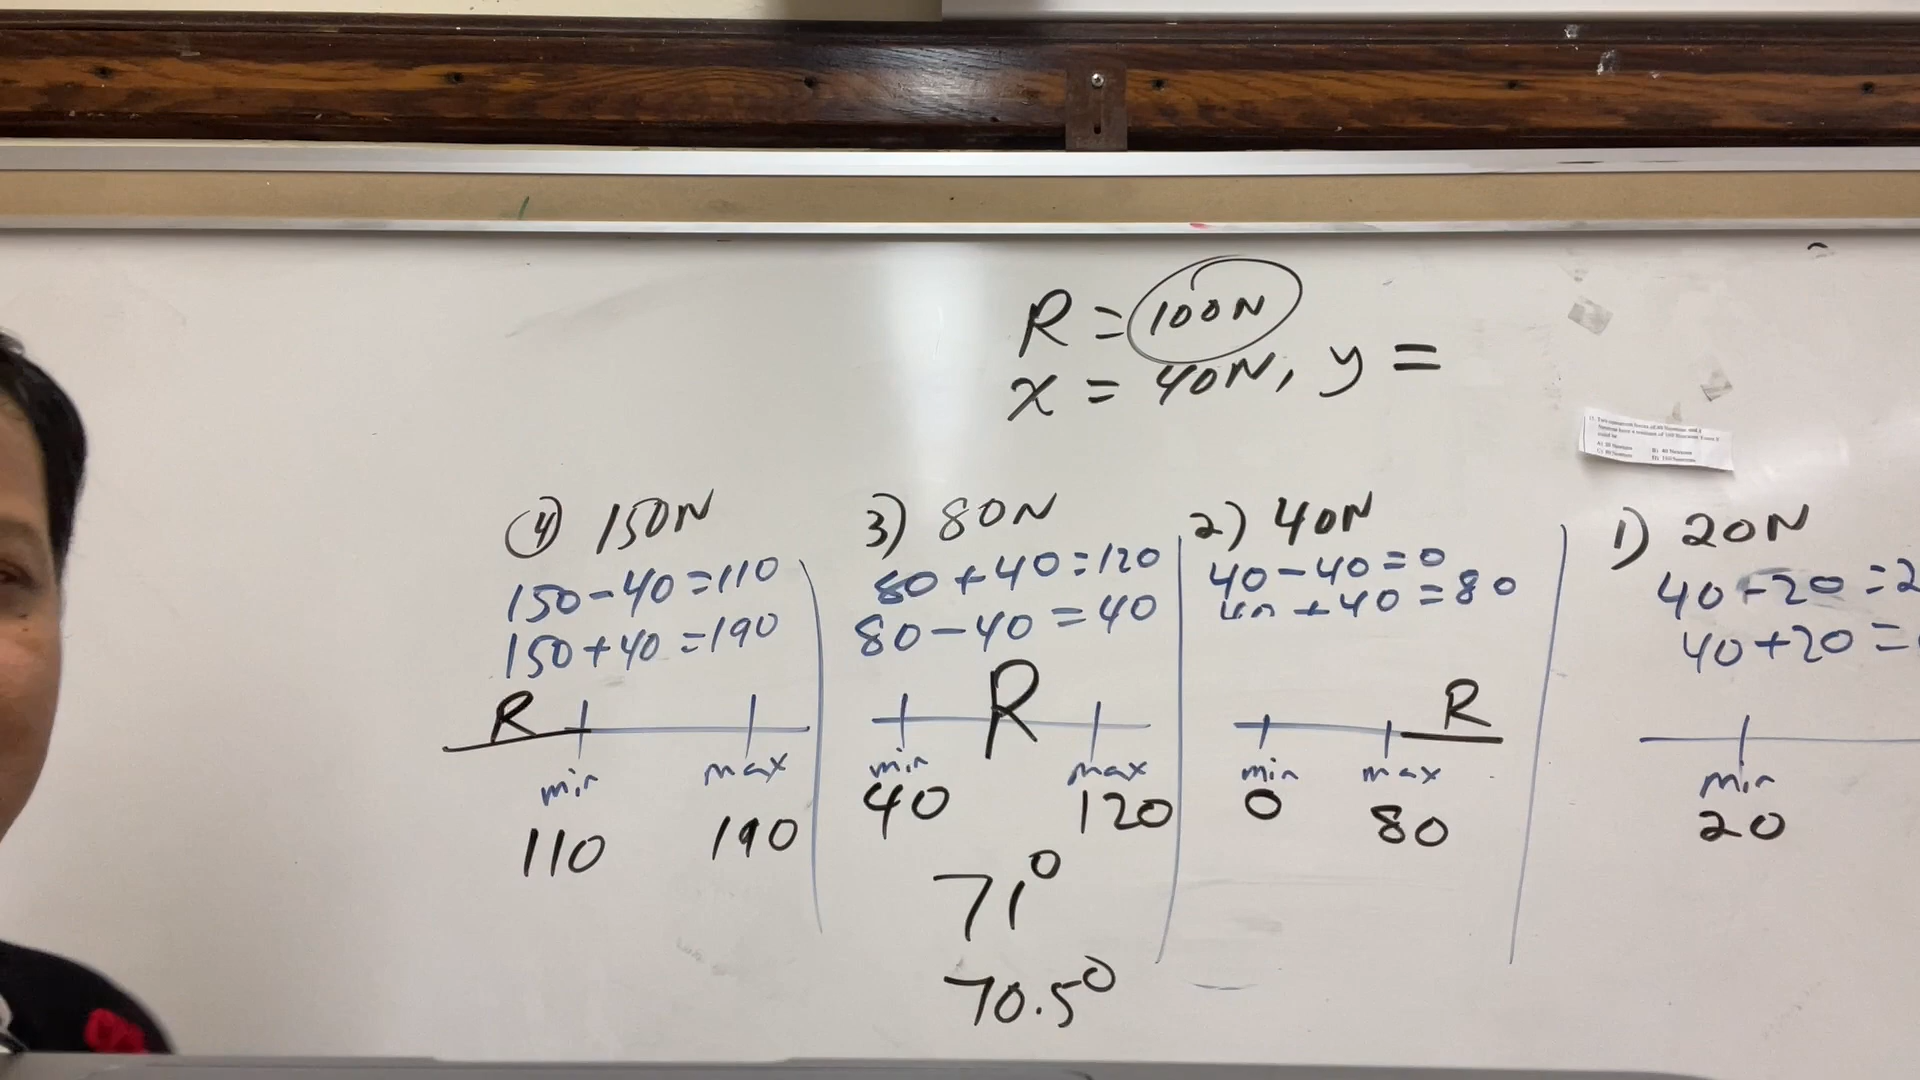 R = 100N
x = 40N, y =
4) 150N
150-40=110
150+40=190
R
min max
110 190
3) 80N
80+40=120
80-40=40
R
min max
40 120
71°
70.5°
2) 40N
40-40=0
40+40=80
R
min max
0 80
1) 20N
40-20=2
40+20=
min
20